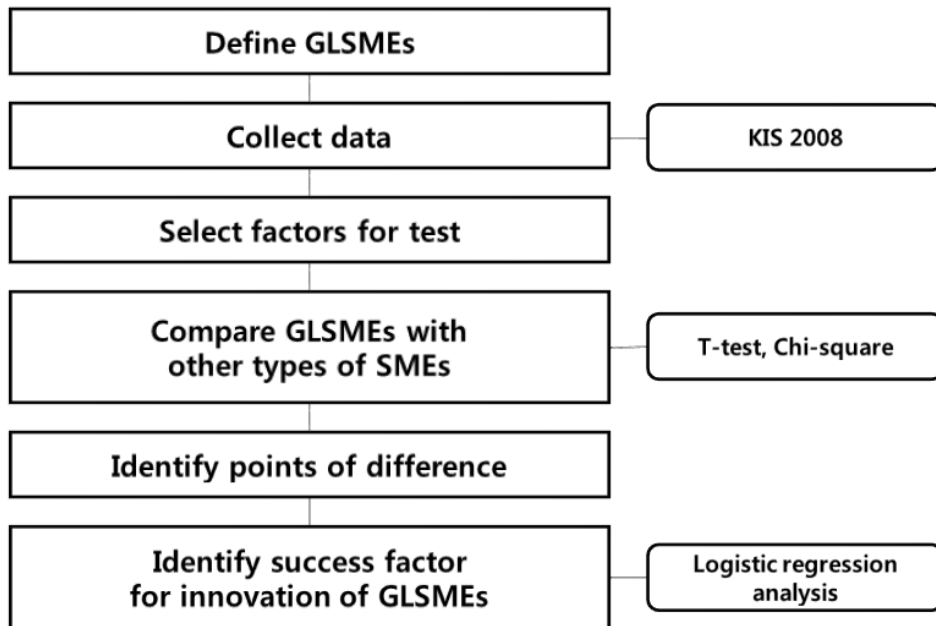 Define GLSMEs
Collect data
KIS 2008
Select factors for test
Compare GLSMEs with
other types of SMEs
T-test, Chi-square
Identify points of difference
Identify success factor
for innovation of GLSMEs
Logistic regression
analysis